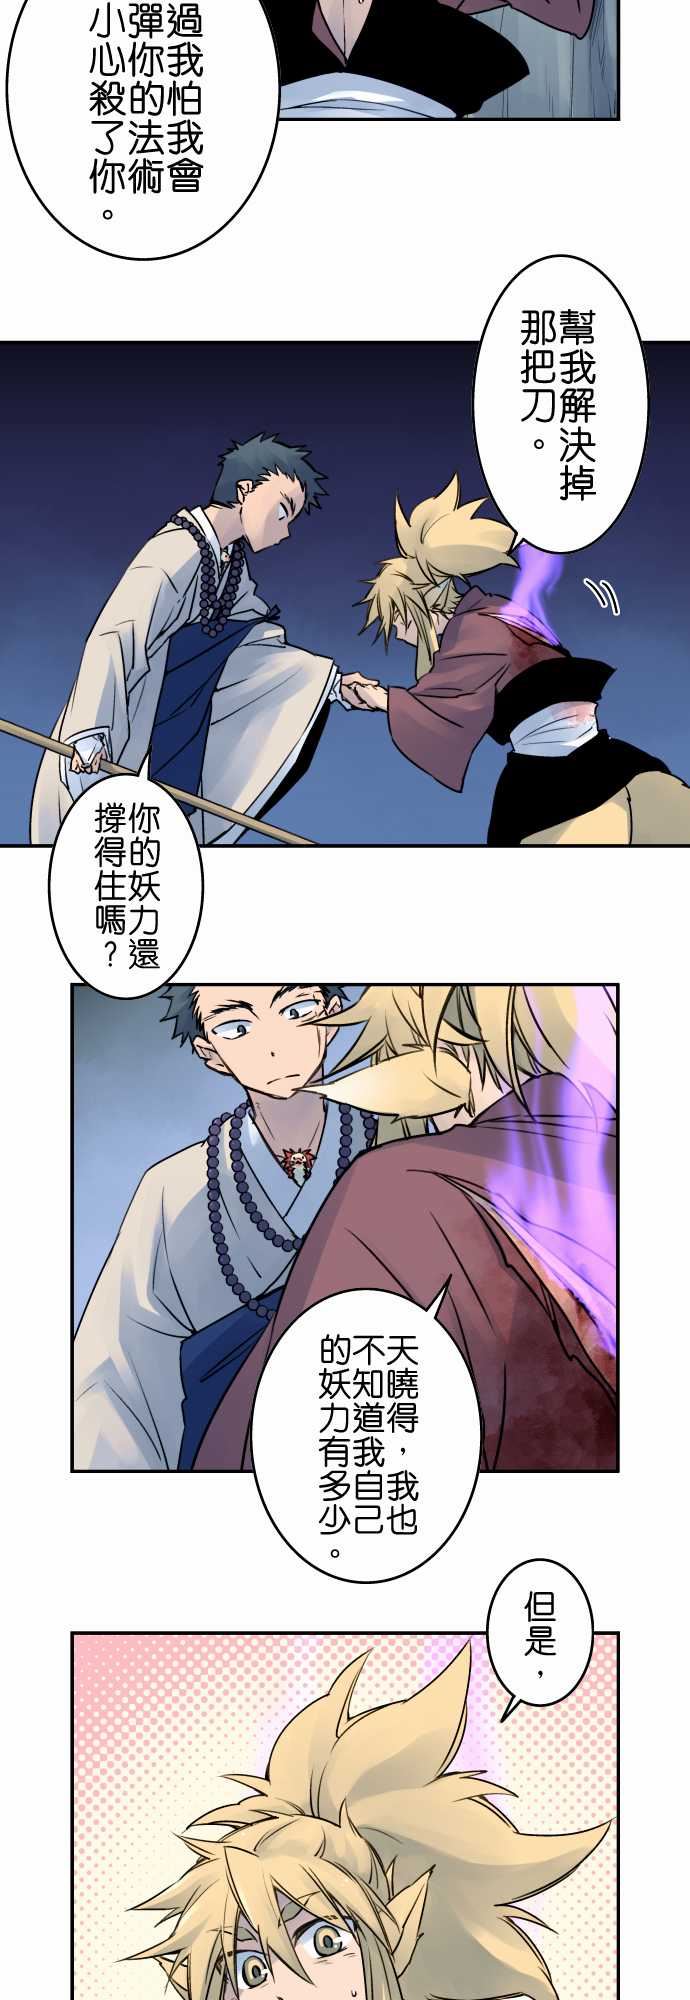 過我怕我會
彈你的法術
小心殺了你。
幫我解決掉
那把刀。
你的妖力還
撐得住嗎？
天曉得，我也
不知道我自己
的妖力有多少。
但是，